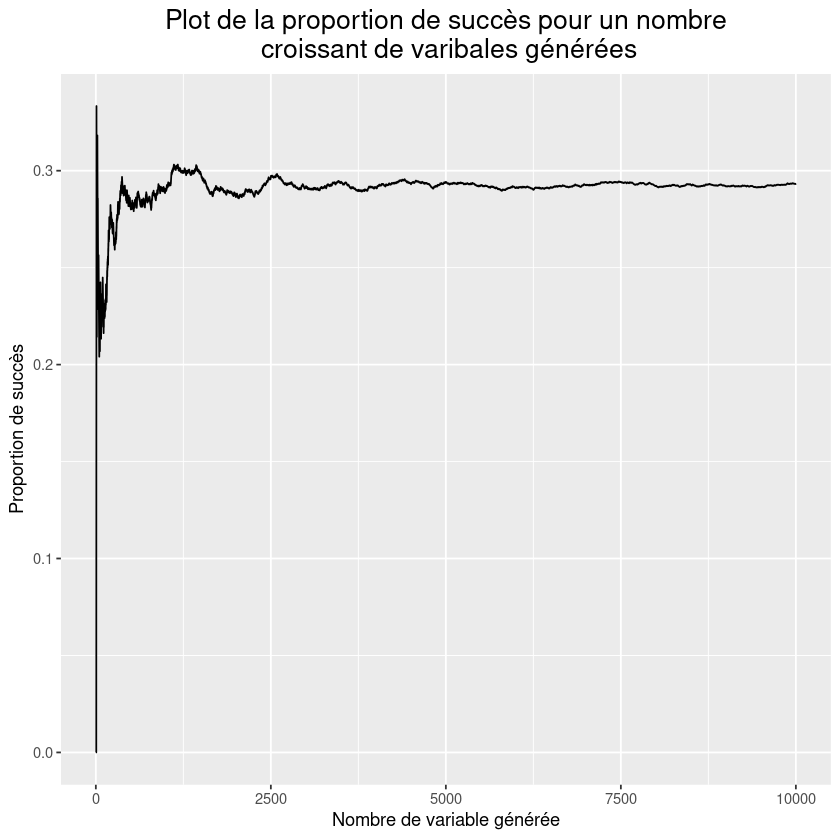 Plot de la proportion de succès pour un nombre
croissant de varibales générées
Proportion de succès
0.3
0.2
0.1
0.0
0
2500
5000
7500
10000
Nombre de variable générée